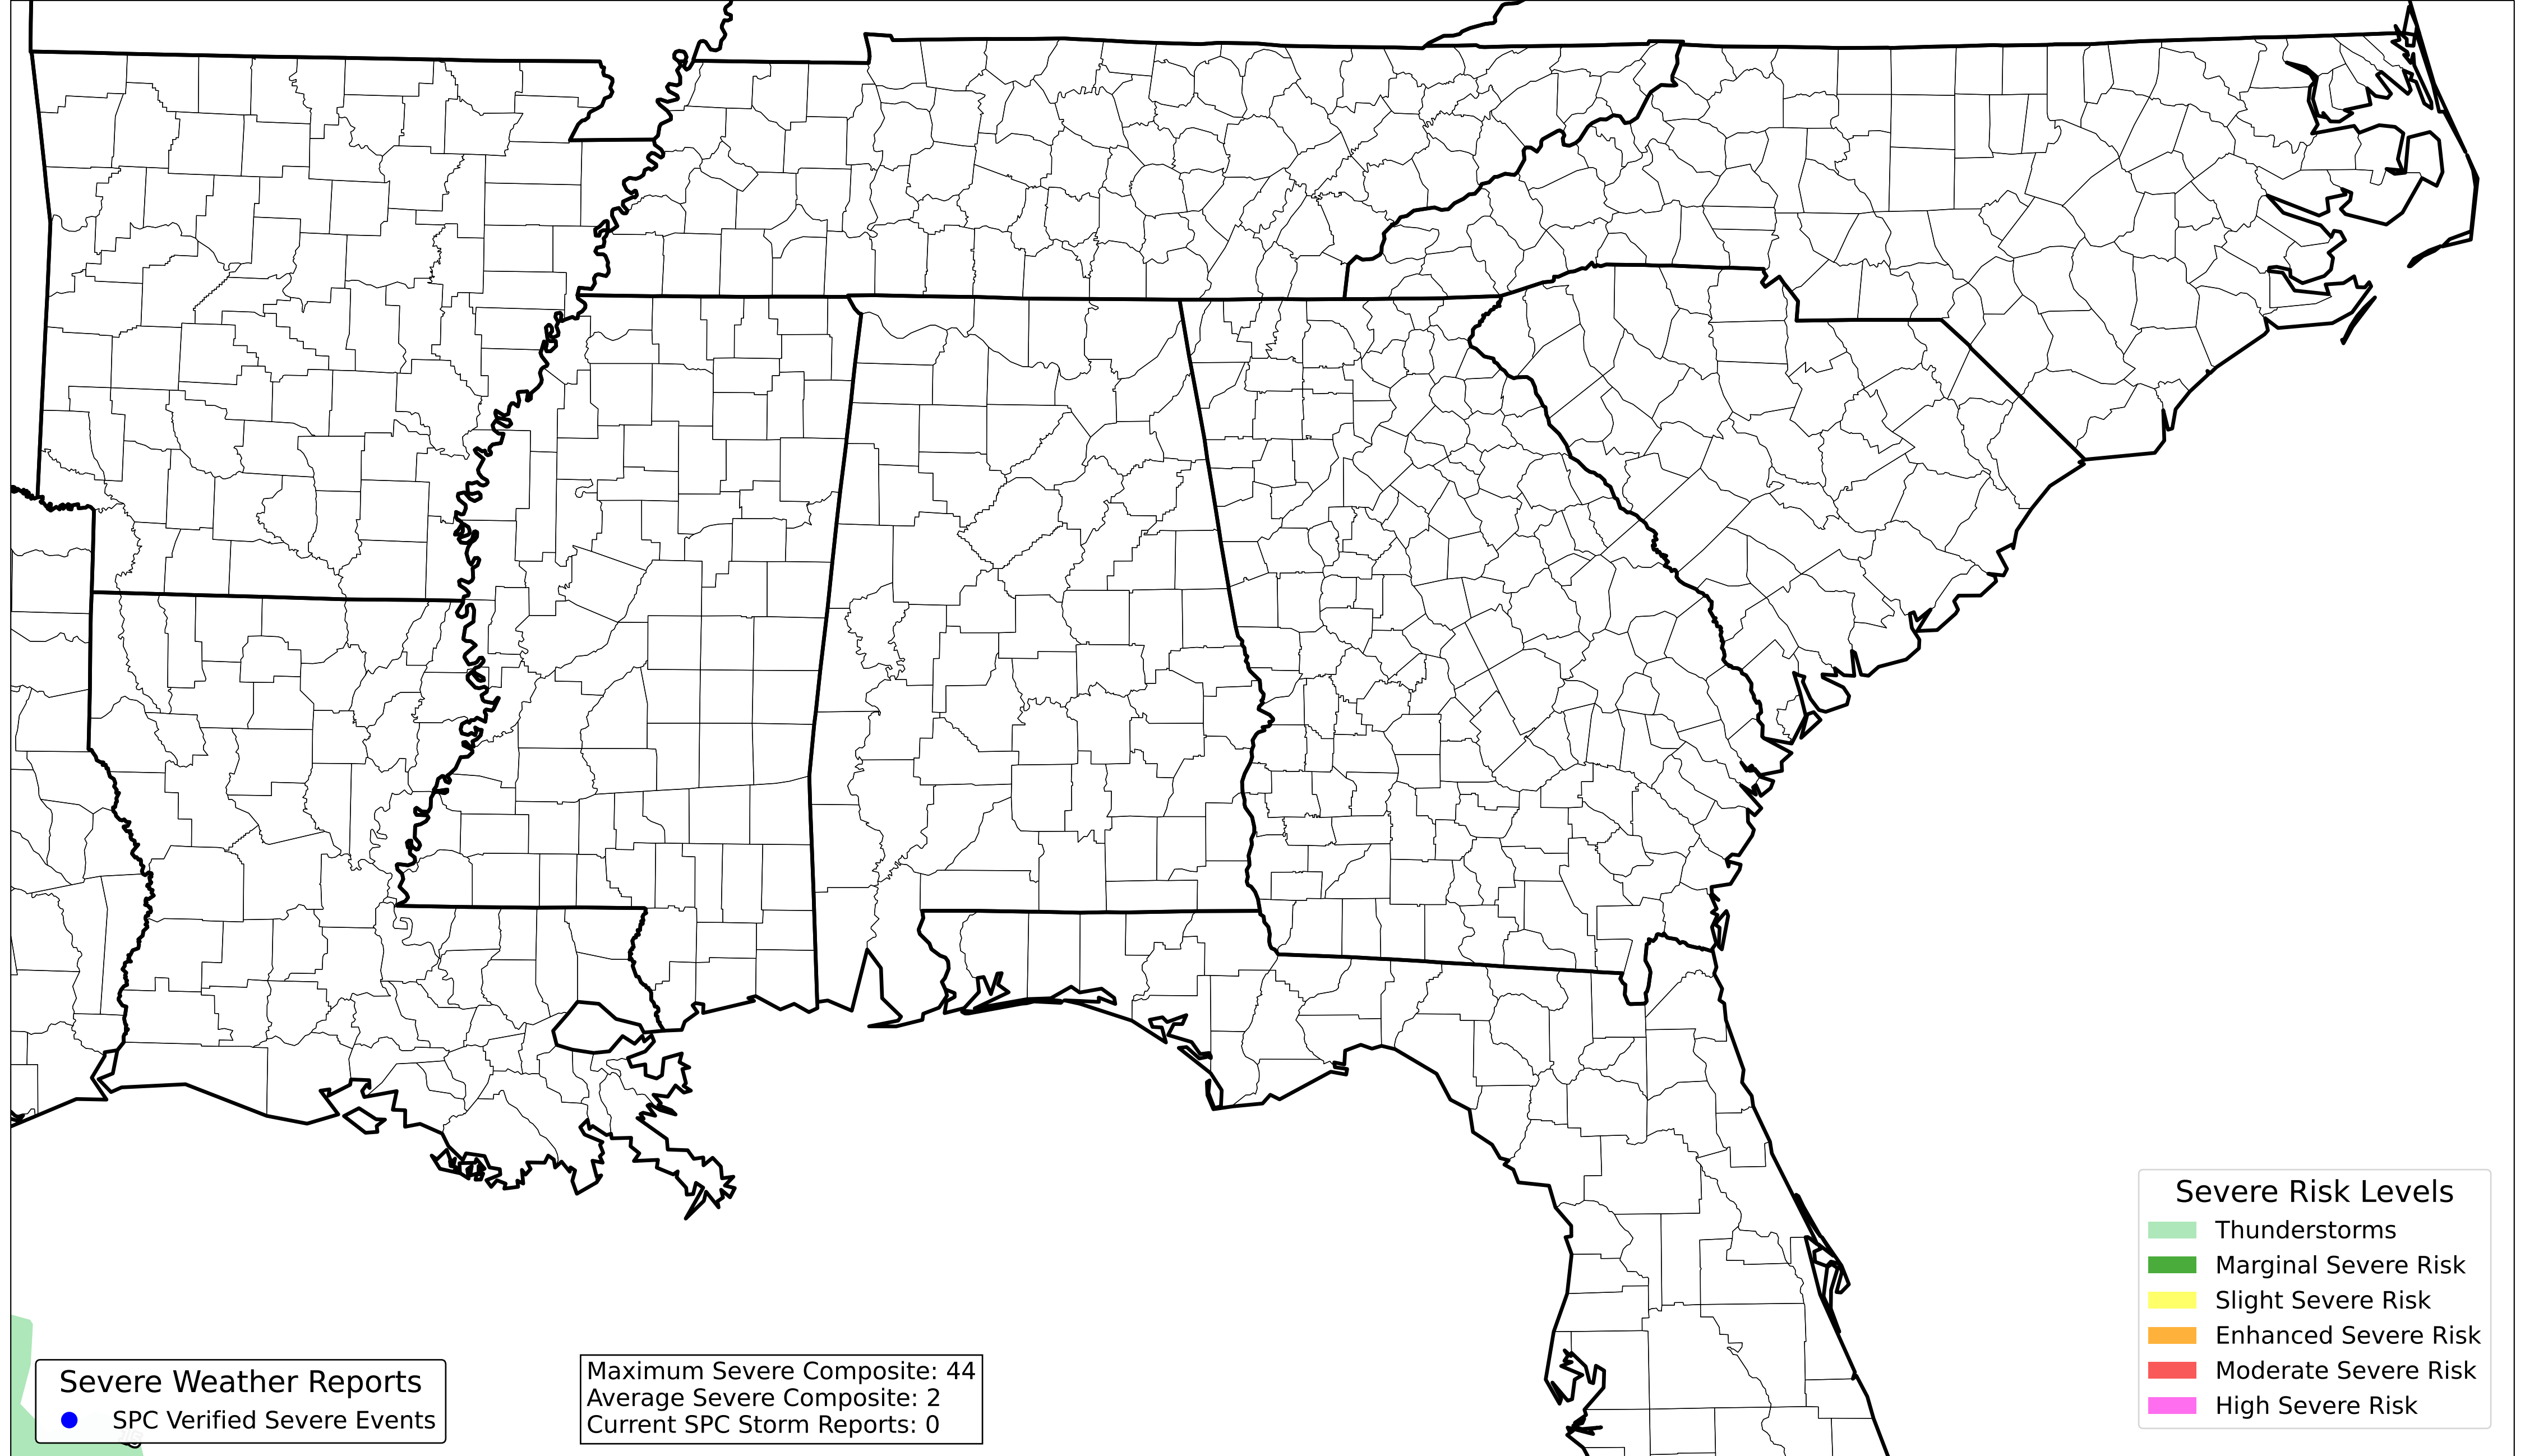 Severe Weather Reports
SPC Verified Severe Events
Maximum Severe Composite: 44
Average Severe Composite: 2
Current SPC Storm Reports: 0
Severe Risk Levels
Thunderstorms
Marginal Severe Risk
Slight Severe Risk
Enhanced Severe Risk
Moderate Severe Risk
High Severe Risk